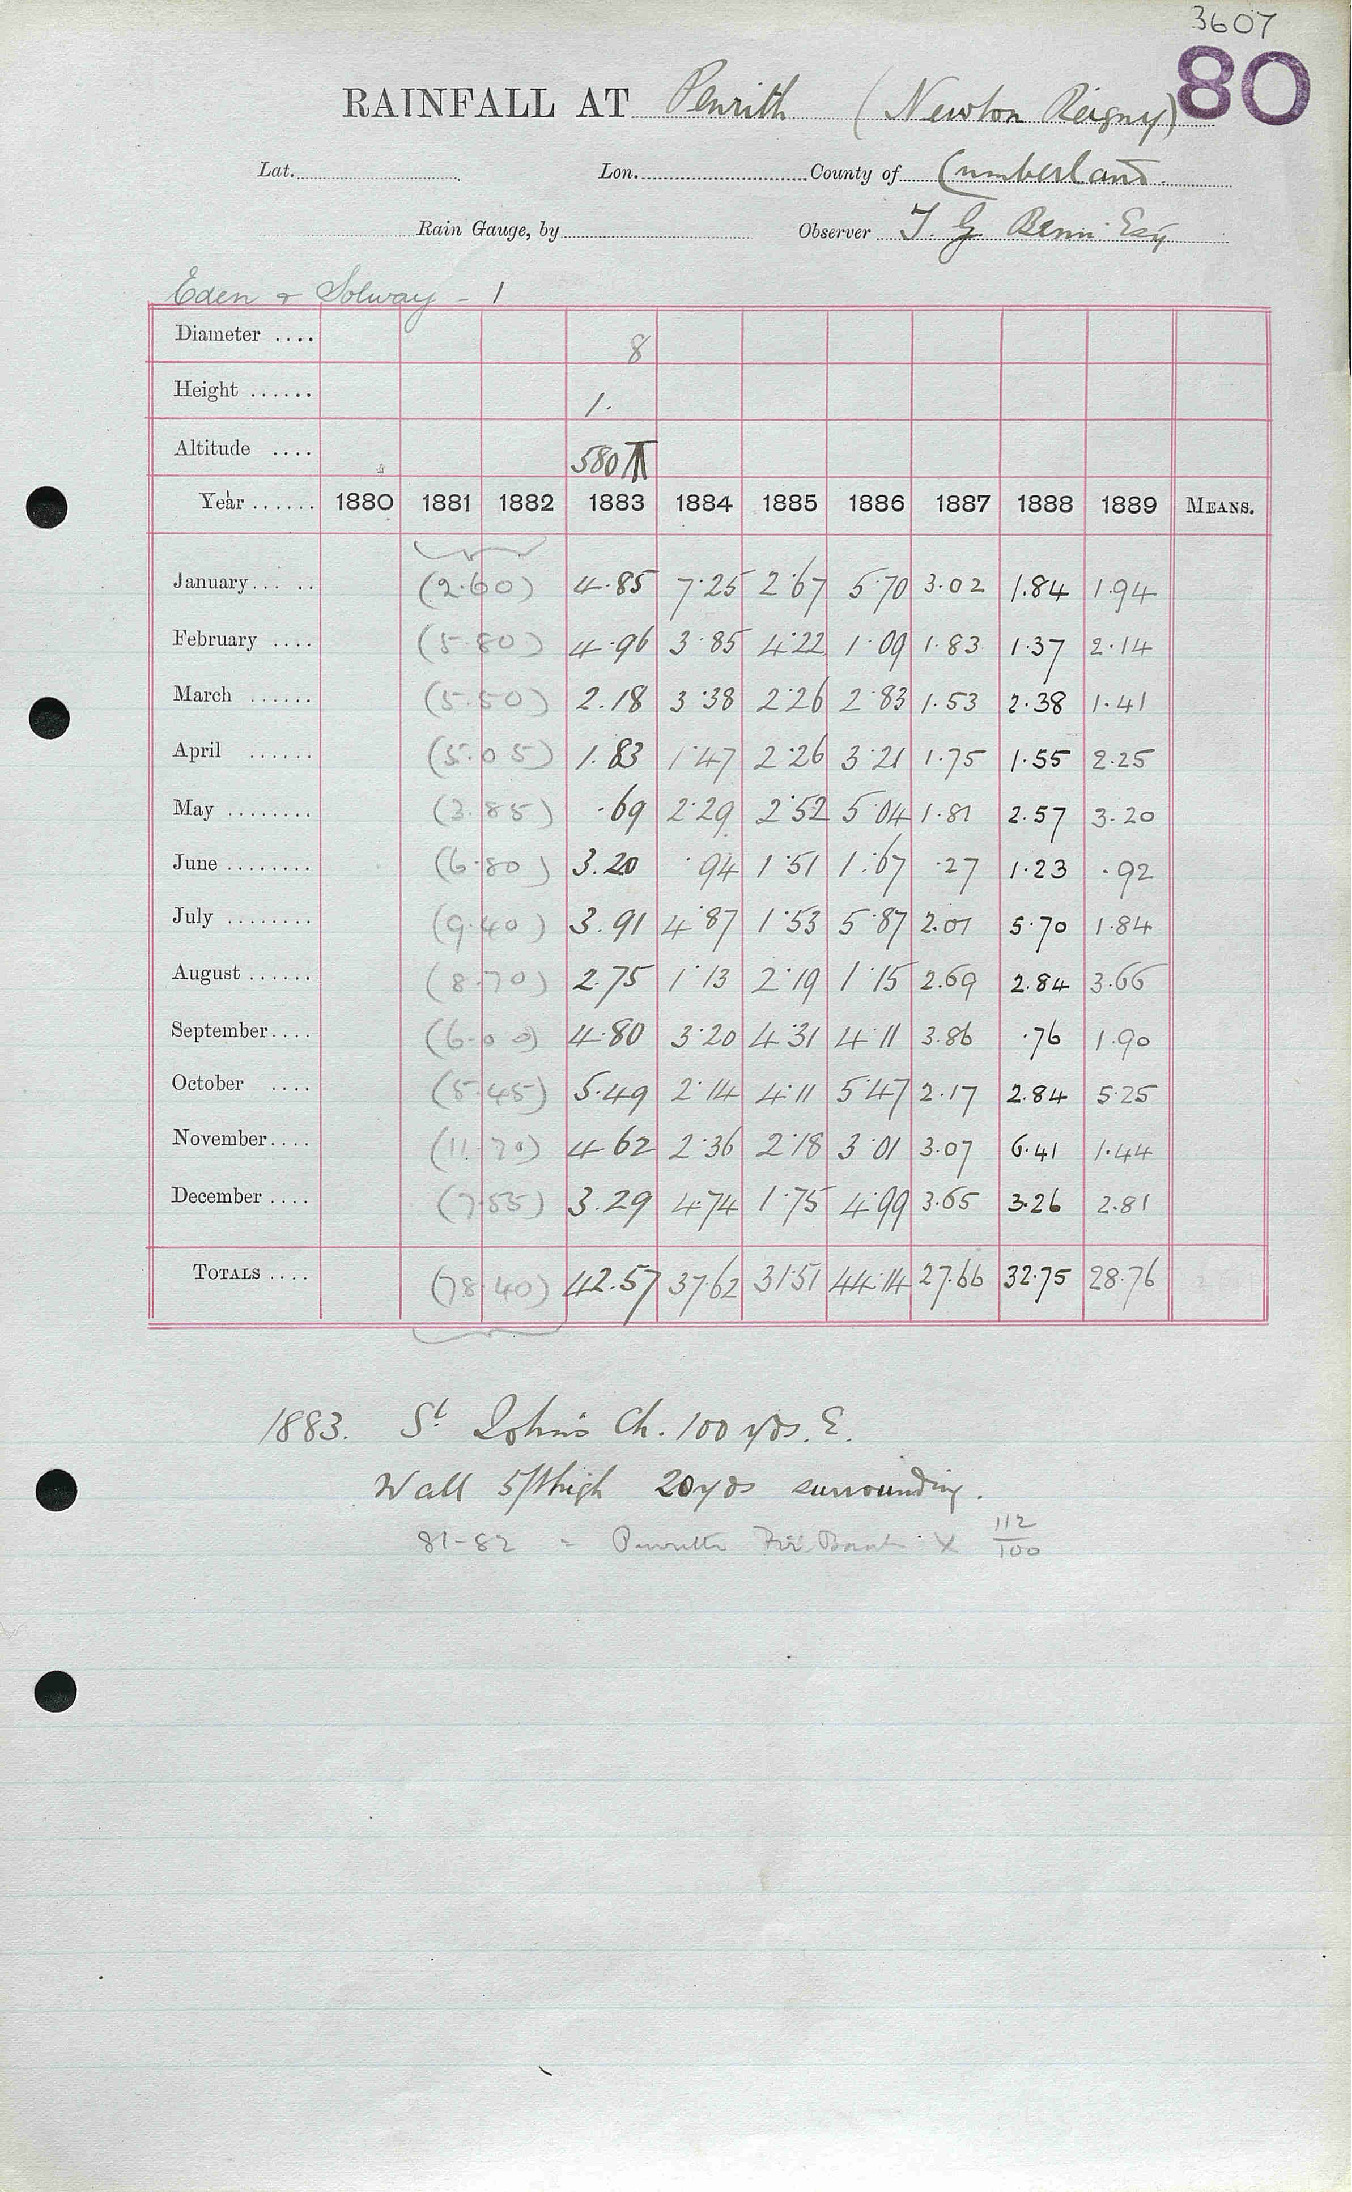 3607
80
RAINFALL AT Penrith (Newton Reigny)
Lat. Lon. County of Cumberland
Rain Gauge, by Observer T. G. Benn Esq
Eden & Solway - 1
Diameter .... 8
Height ...... 1.
Altitude .... 580
Year ...... 1880 1881 1882 1883 1884 1885 1886 1887 1888 1889 MEANS.
January ... .. (2.60) 4.85 7.25 2.67 5.70 3.02 1.84 1.94
February .... (5.80) 4.96 3.85 4.22 1.09 1.83 1.37 2.14
March ...... (5.50) 2.18 3.38 2.26 2.83 1.53 2.38 1.41
April ...... (5.05) 1.83 1.47 2.26 3.21 1.75 1.55 2.25
May ........ (3.85) .69 2.29 2.52 5.04 1.81 2.57 3.20
June ........ (6.80) 3.20 .94 1.51 1.67 .27 1.23 .92
July ........ (9.40) 3.91 4.87 1.53 5.87 2.01 5.70 1.84
August ...... (8.70) 2.75 1.13 2.19 1.15 2.69 2.84 3.66
September .... (6.00) 4.80 3.20 4.31 4.11 3.86 .76 1.90
October .... (5.45) 5.49 2.14 4.11 5.47 2.17 2.84 5.25
November .... (11.70) 4.62 2.36 2.18 3.01 3.07 6.41 1.44
December .... (7.55) 3.29 4.74 1.75 4.99 3.65 3.26 2.81
TOTALS .... (78.40) 42.57 37.62 31.51 44.14 27.66 32.75 28.76
1883. St. John's Ch. 100 yds. E.
Wall 5ft high 20 yds surrounding.
81-82 = Penrith Fir Bank × 112/100